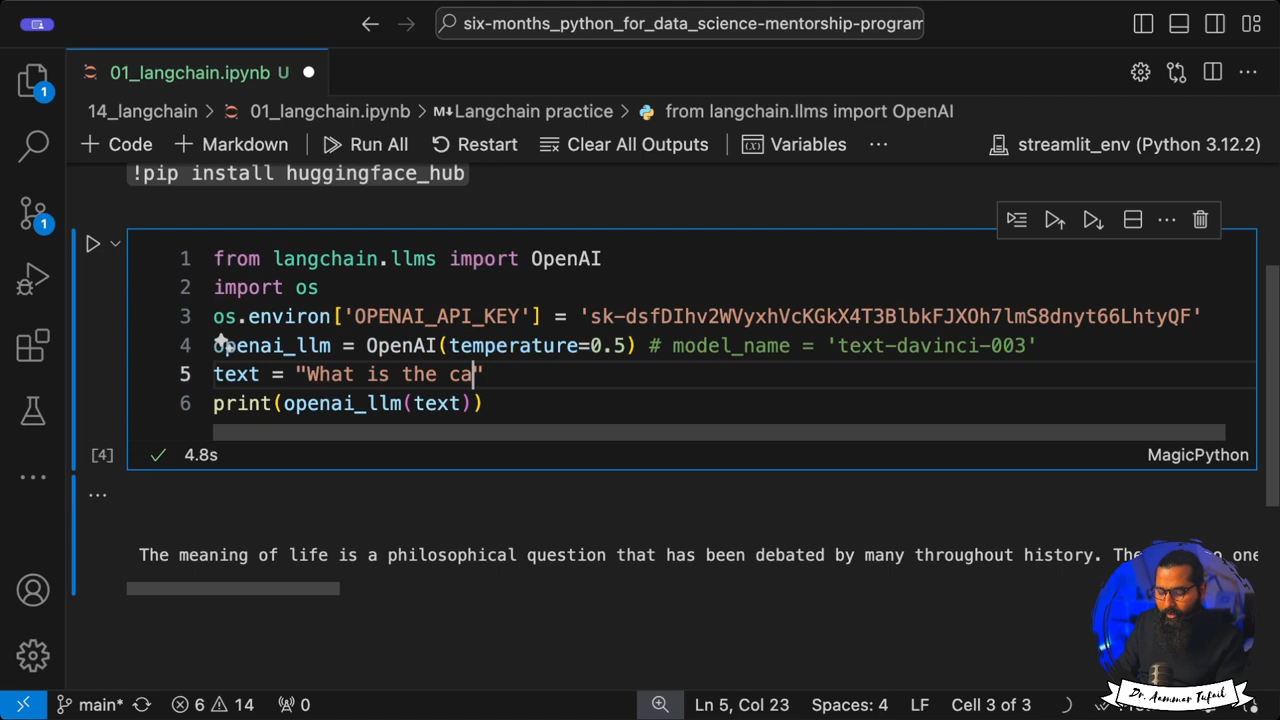 six-months_python_for_data_science-mentorship-program
01_langchain.ipynb U
14_langchain > 01_langchain.ipynb > M↓Langchain practice > from langchain.llms import OpenAI
+ Code + Markdown Run All Restart Clear All Outputs Variables ...
streamlit_env (Python 3.12.2)
!pip install huggingface_hub
1 from langchain.llms import OpenAI
2 import os
3 os.environ['OPENAI_API_KEY'] = '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'
4 openai_llm = OpenAI(temperature=0.5) # model_name = 'text-davinci-003'
5 text = "What is the ca"
6 print(openai_llm(text))
[4] 4.8s MagicPython
...
The meaning of life is a philosophical question that has been debated by many throughout history. one
Dr. Aammar Tufail
main* 6 14 0 Ln 5, Col 23 Spaces: 4 LF Cell 3 of 3
1
1